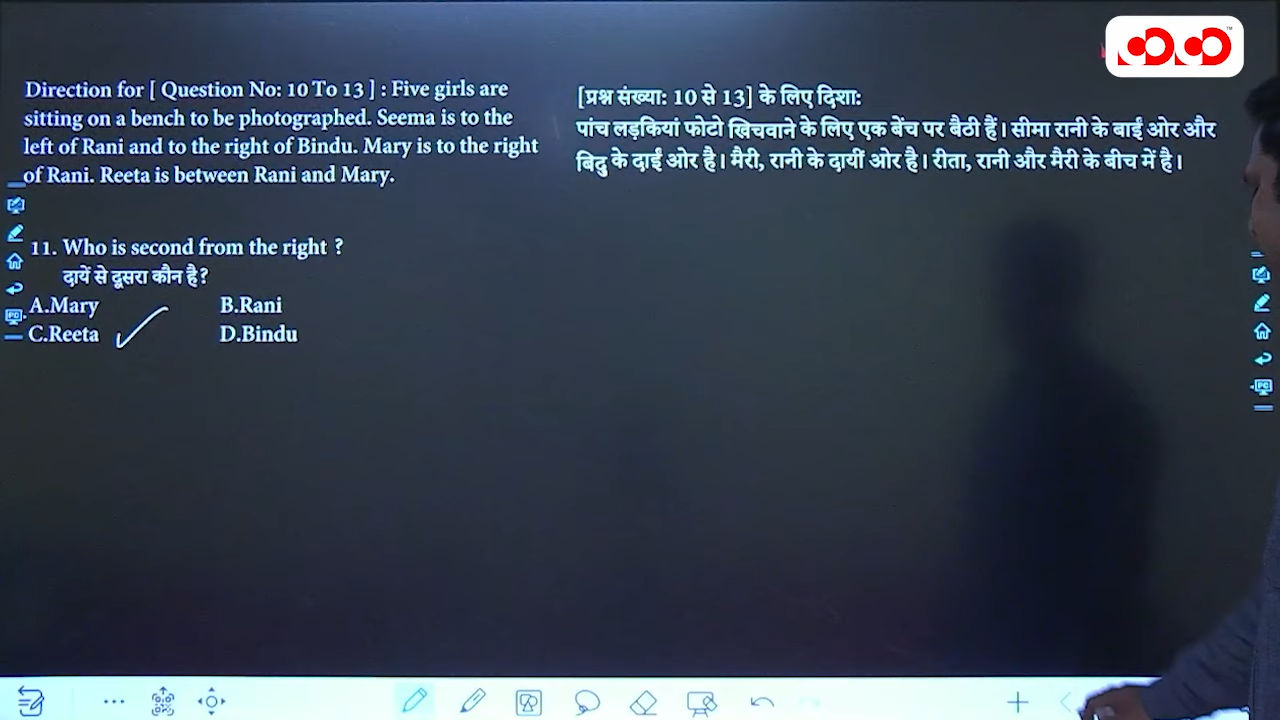 Direction for [ Question No: 10 To 13 ] : Five girls are
sitting on a bench to be photographed. Seema is to the
left of Rani and to the right of Bindu. Mary is to the right
of Rani. Reeta is between Rani and Mary.
[प्रश्न संख्या: 10 से 13] के लिए दिशा:
पांच लड़कियां फोटो खिचवाने के लिए एक बेंच पर बैठी हैं। सीमा रानी के बाईं ओर और
बिंदु के दाईं ओर है। मैरी, रानी के दायीं ओर है। रीता, रानी और मैरी के बीच में है।
11. Who is second from the right ?
दायें से दूसरा कौन है?
A.Mary B.Rani
C.Reeta D.Bindu
PC
PC